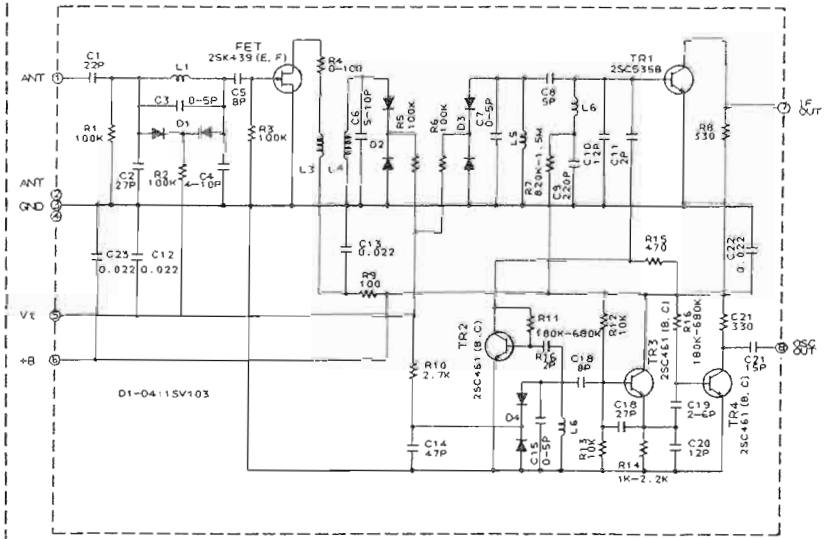 C1
22P
L1
FET
2SK439(E,F)
R4
0-100
TR1
2SC535B
ANT
1
C3
0-5P
D1
C5
8P
C6
5-10P
R5
100K
R6
100K
D3
C7
0-5P
C8
5P
L6
7
IF
OUT
R1
100K
R3
100K
D2
L5
R7
820K-1.5M
C9
220P
C10
12P
C11
2P
R8
330
C2
27P
R2
100K
C4
4-10P
L3
L4
ANT
2
GND
3
4
C23
0.022
C12
0.022
C13
0.022
R15
470
C22
0.022
R9
100
Vt
5
R11
180K-680K
R12
10K
R16
180K-680K
C21
330
+B
6
TR2
2SC461(B,C)
R16
2P
C18
8P
TR3
2SC461(B,C)
8
OSC
OUT
C21
15P
R10
2.7K
D1-D4:1SV103
D4
C18
27P
C19
2-6P
TR4
2SC461(B,C)
C14
47P
C15
0-5P
L6
R13
10K
R14
1K-2.2K
C20
12P